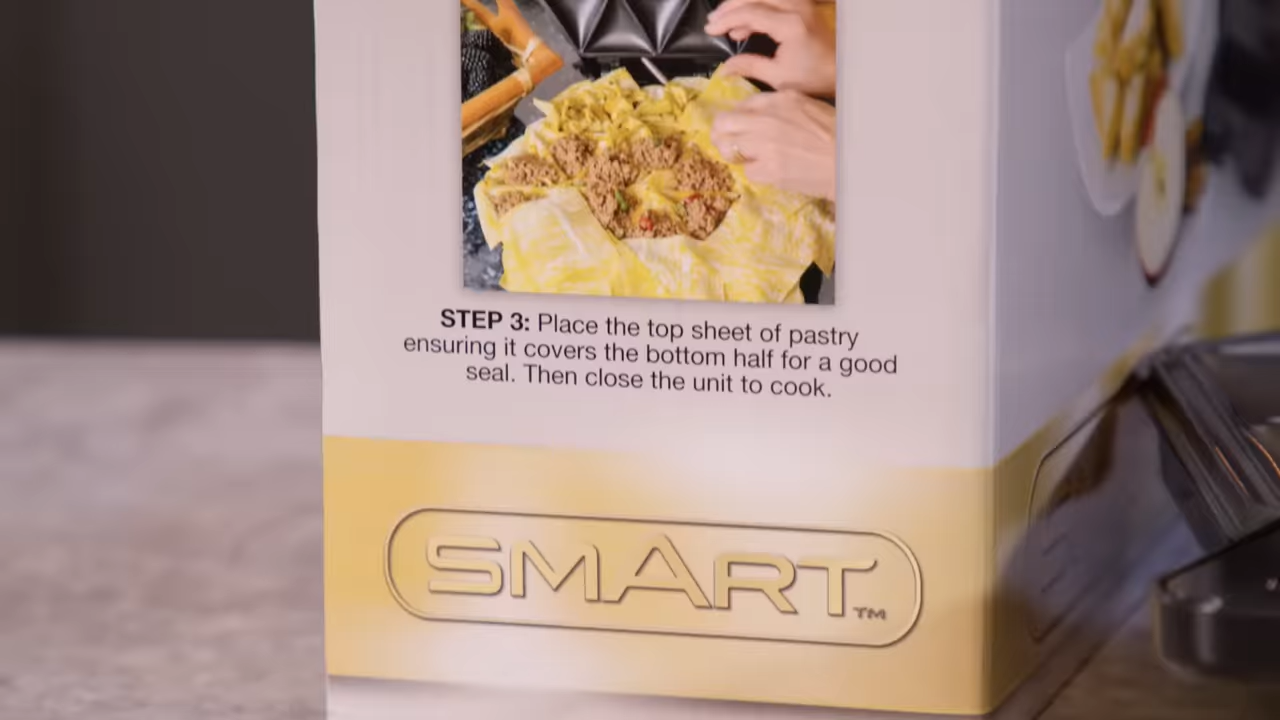 STEP 3: Place the top sheet of pastry
ensuring it covers the bottom half for a good
seal. Then close the unit to cook.
SMART™